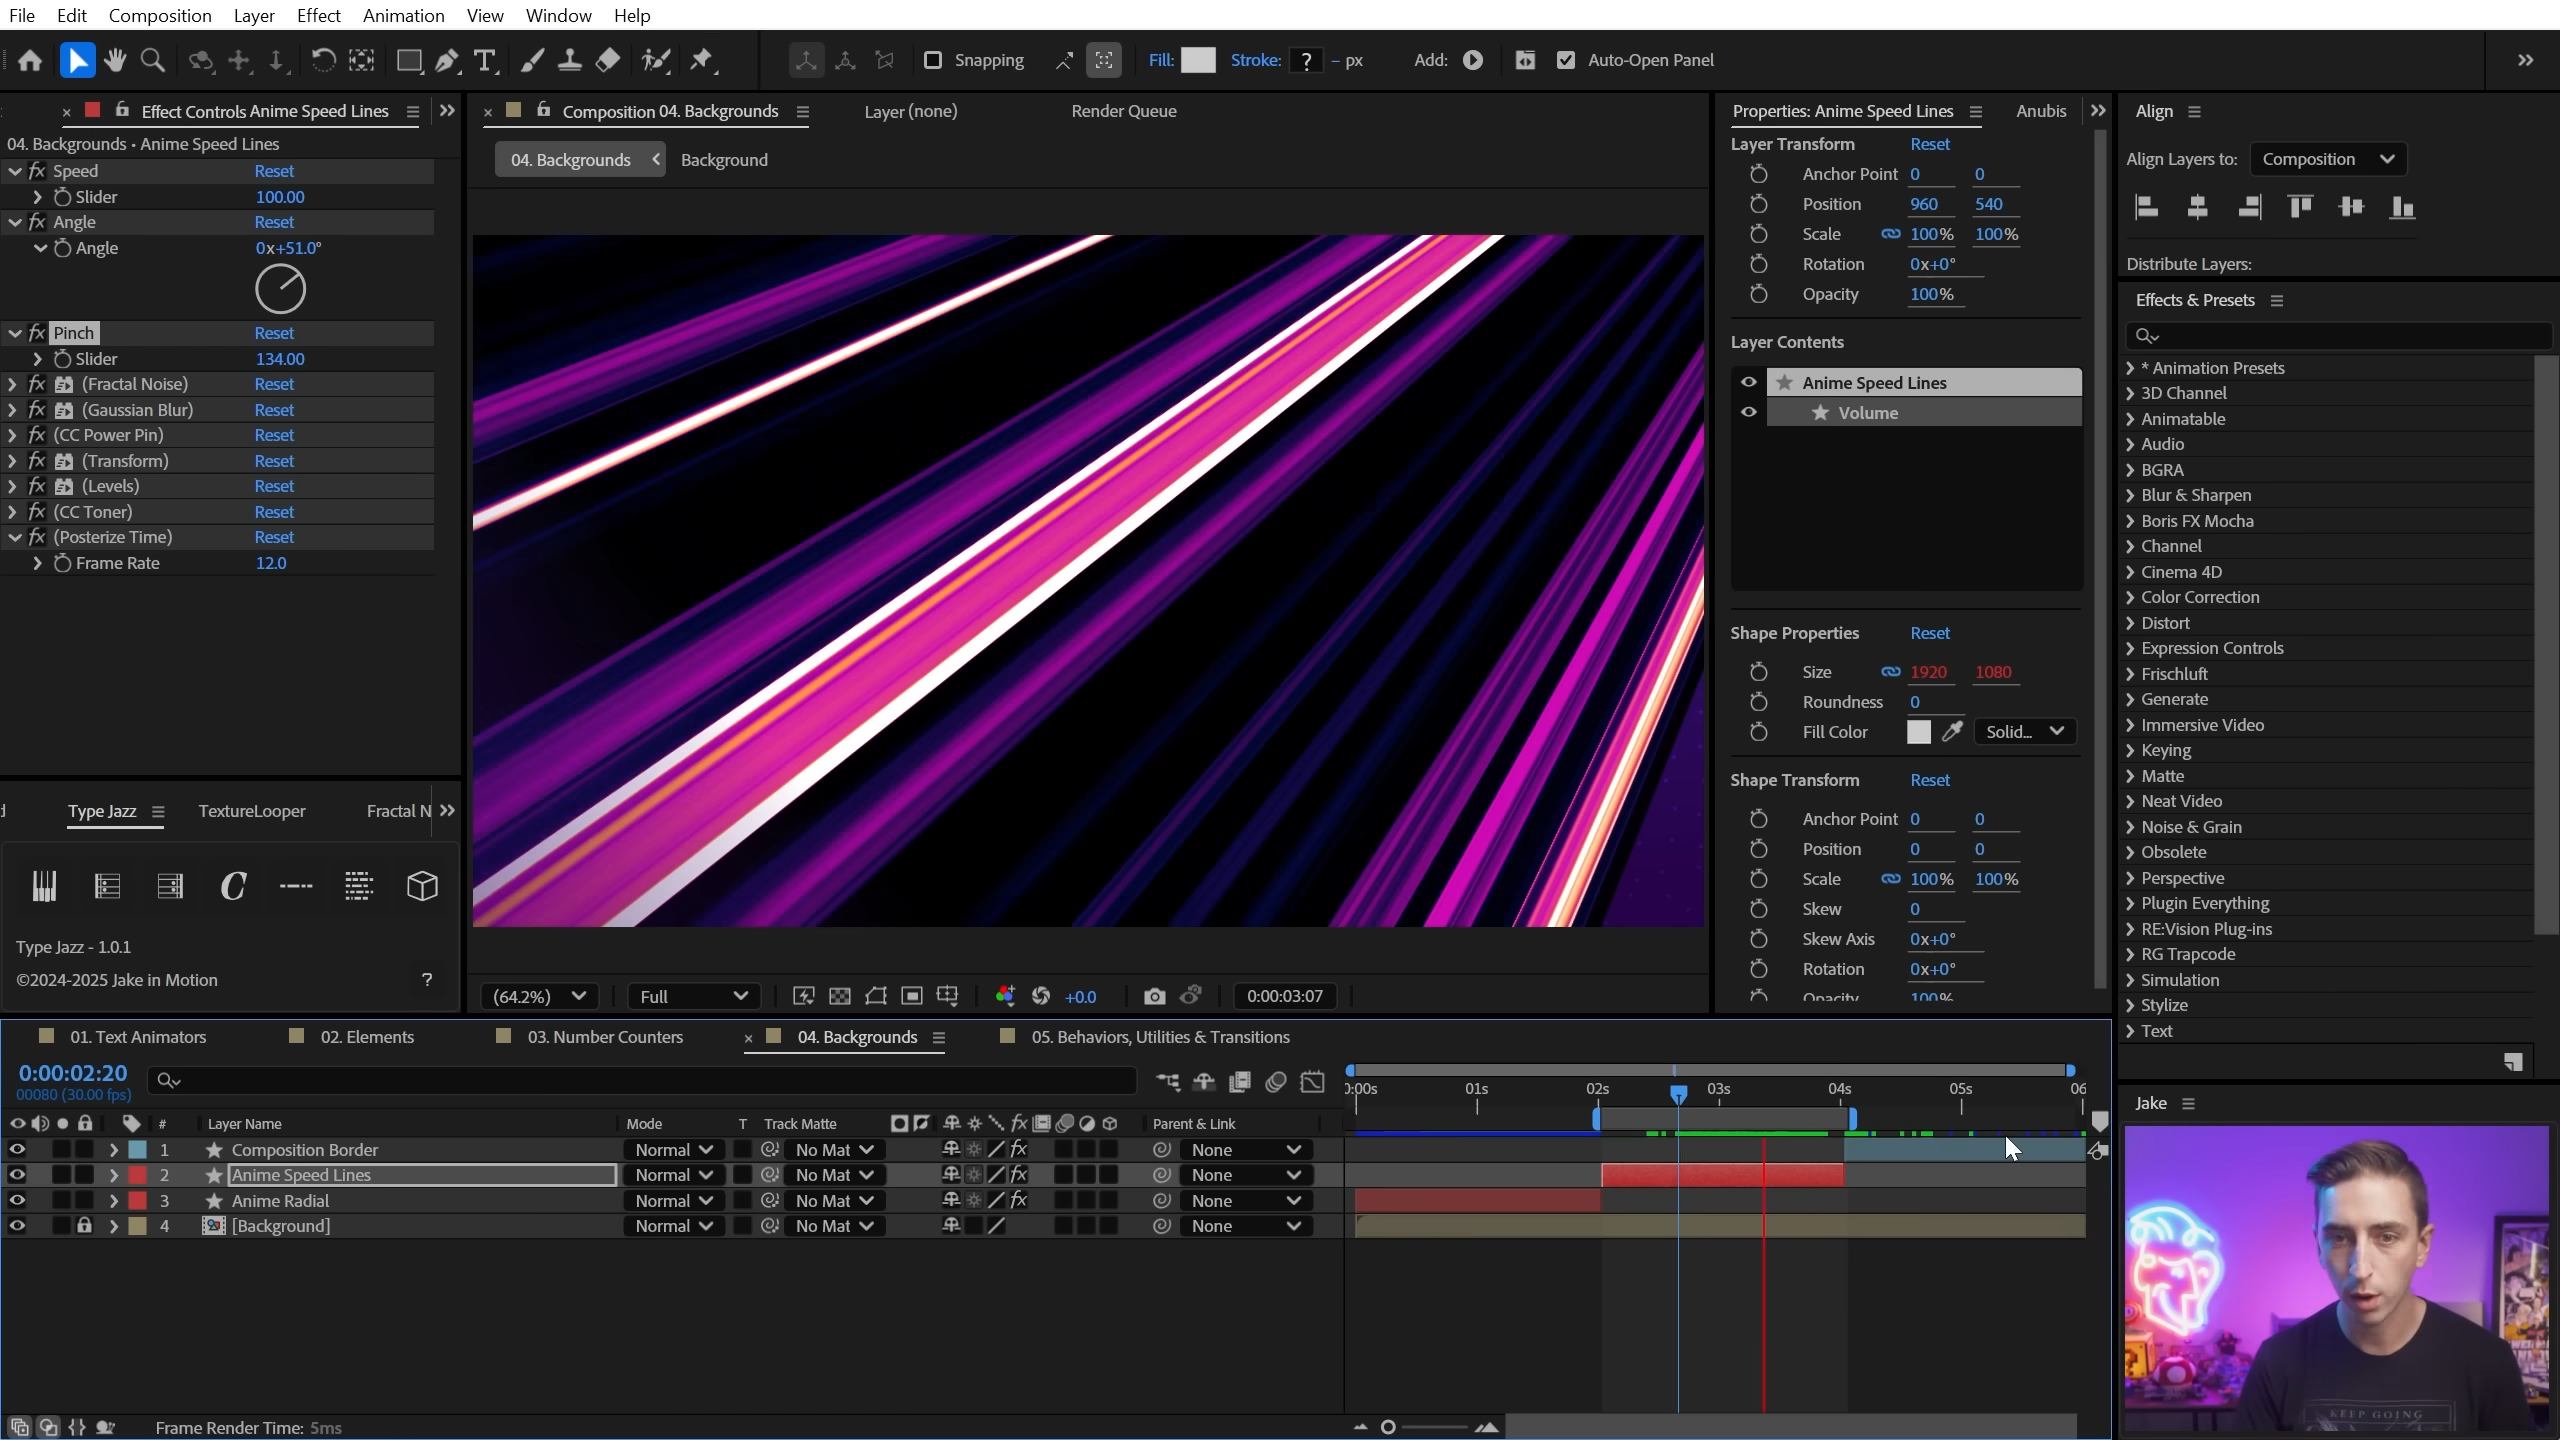 File Edit Composition Layer Effect Animation View Window Help
Snapping Fill: Stroke: ? - px Add: Auto-Open Panel
Effect Controls Anime Speed Lines
04. Backgrounds • Anime Speed Lines
Speed Reset
Slider 100.00
Angle Reset
Angle 0x+51.0°
Pinch Reset
Slider 134.00
(Fractal Noise) Reset
(Gaussian Blur) Reset
(CC Power Pin) Reset
(Transform) Reset
(Levels) Reset
(CC Toner) Reset
(Posterize Time) Reset
Frame Rate 12.0
Type Jazz TextureLooper Fractal N
Type Jazz - 1.0.1
©2024-2025 Jake in Motion ?
Composition 04. Backgrounds Layer (none) Render Queue
04. Backgrounds Background
(64.2%) Full +0.0 0:00:03:07
Properties: Anime Speed Lines Anubis
Layer Transform Reset
Anchor Point 0 0
Position 960 540
Scale 100% 100%
Rotation 0x+0°
Opacity 100%
Layer Contents
Anime Speed Lines
Volume
Shape Properties Reset
Size 1920 1080
Roundness 0
Fill Color Solid...
Shape Transform Reset
Anchor Point 0 0
Position 0 0
Scale 100% 100%
Skew 0
Skew Axis 0x+0°
Rotation 0x+0°
Opacity 100%
Align
Align Layers to: Composition
Distribute Layers:
Effects & Presets
* Animation Presets
3D Channel
Animatable
Audio
BGRA
Blur & Sharpen
Boris FX Mocha
Channel
Cinema 4D
Color Correction
Distort
Expression Controls
Frischluft
Generate
Immersive Video
Keying
Matte
Neat Video
Noise & Grain
Obsolete
Perspective
Plugin Everything
RE:Vision Plug-ins
RG Trapcode
Simulation
Stylize
Text
Jake
KEEP GOING
01. Text Animators 02. Elements 03. Number Counters 04. Backgrounds 05. Behaviors, Utilities & Transitions
0:00:02:20
00080 (30.00 fps)
0:00s 01s 02s 03s 04s 05s 06
# Layer Name Mode T Track Matte fx Parent & Link
1 Composition Border Normal No Mat None
2 Anime Speed Lines Normal No Mat None
3 Anime Radial Normal No Mat None
4 [Background] Normal No Mat None
Frame Render Time: 5ms